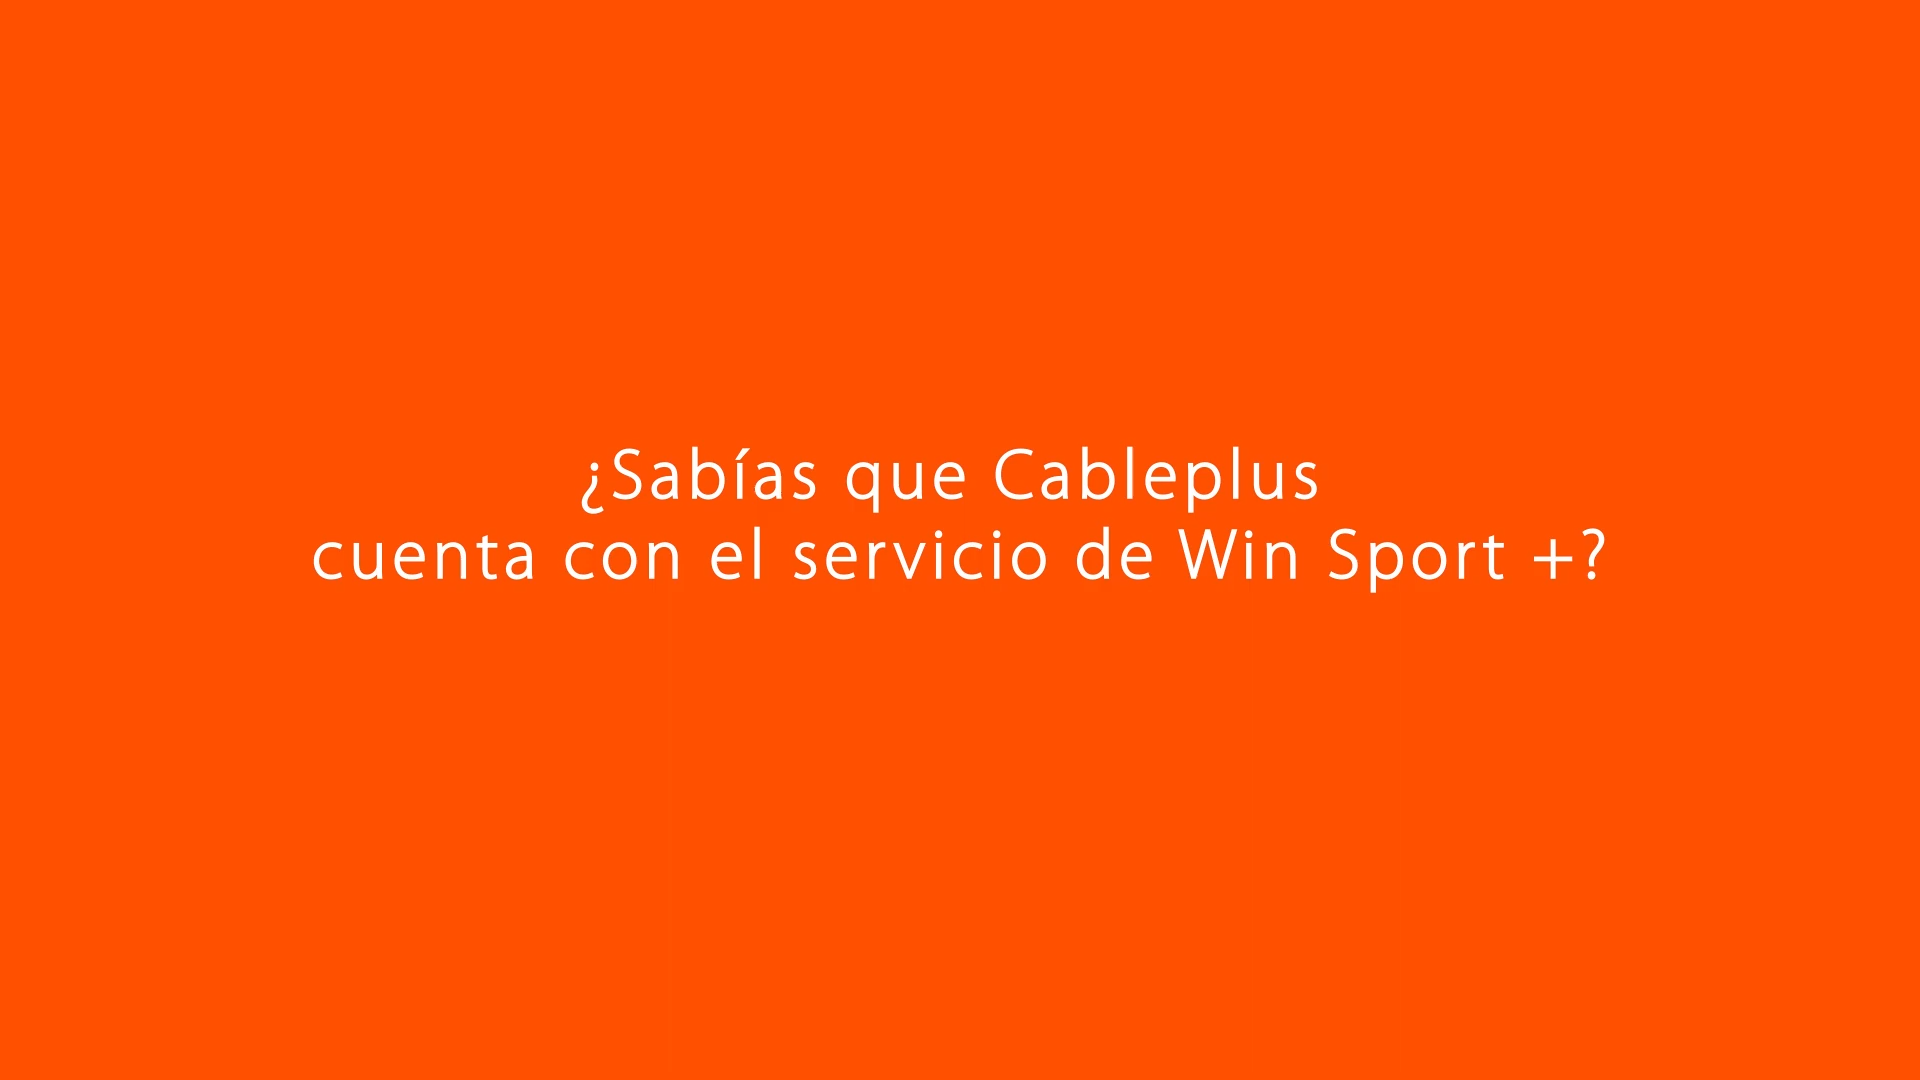 ¿Sabías que Cableplus
cuenta con el servicio de Win Sport +?